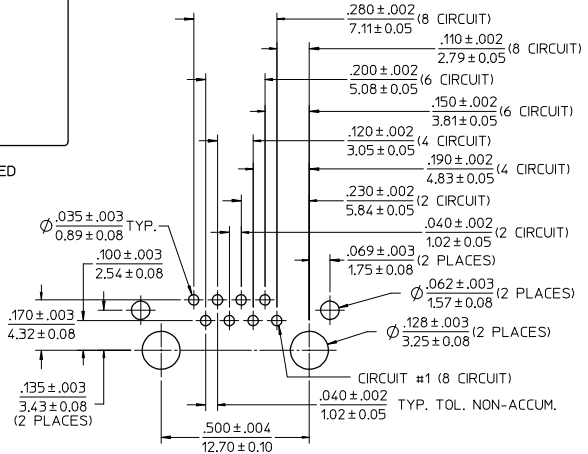 .280±.002
7.11±0.05 (8 CIRCUIT)
.110±.002
2.79±0.05 (8 CIRCUIT)
.200±.002
5.08±0.05 (6 CIRCUIT)
.150±.002
3.81±0.05 (6 CIRCUIT)
.120±.002
3.05±0.05 (4 CIRCUIT)
ED
.190±.002
4.83±0.05 (4 CIRCUIT)
.230±.002
5.84±0.05 (2 CIRCUIT)
Ø .035±.003
0.89±0.08 TYP.
.040±.002
1.02±0.05 (2 CIRCUIT)
.100±.003
2.54±0.08
.069±.003
1.75±0.08 (2 PLACES)
Ø .062±.003
1.57±0.08 (2 PLACES)
.170±.003
4.32±0.08
Ø .128±.003
3.25±0.08 (2 PLACES)
CIRCUIT #1 (8 CIRCUIT)
.135±.003
3.43±0.08
(2 PLACES)
.040±.002
1.02±0.05 TYP. TOL. NON-ACCUM.
.500±.004
12.70±0.10